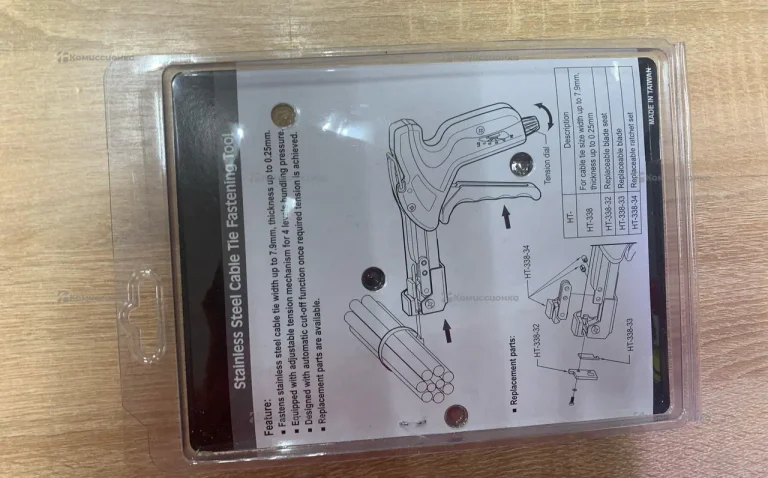 Stainless Steel Cable Tie Fastening Tool
Feature:
▪ Fastens stainless steel cable tie width up to 7.9mm, thickness up to 0.25mm.
▪ Equipped with adjustable tension mechanism for 4 levels bundling pressure.
▪ Designed with automatic cut-off function once required tension is achieved.
▪ Replacement parts are available.
Tension dial
▪ Replacement parts:
HT-338-32
HT-338-34
HT-338-33
HT- Description
HT-338 For cable tie size width up to 7.9mm,
thickness up to 0.25mm
HT-338-32 Replaceable blade seat
HT-338-33 Replaceable blade
HT-338-34 Replaceable ratchet set
MADE IN TAIWAN
Комиссионка
Комиссионка
Комиссионка
Комиссионка